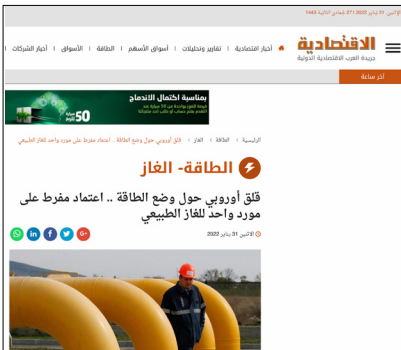 الإثنين 31 يناير 2022 | 27 جمادى الثانية 1443
الاقتصادية
جريدة العرب الاقتصادية الدولية
أخبار اقتصادية | تقارير وتحليلات | أسواق الأسهم | الطاقة | الأسواق | أخبار الشركات |
آخر ساعة
بمناسبة اكتمال الاندماج
50
الرئيسية › الطاقة › الغاز › قلق أوروبي حول وضع الطاقة .. اعتماد مفرط على مورد واحد للغاز الطبيعي
الطاقة- الغاز
قلق أوروبي حول وضع الطاقة .. اعتماد مفرط على
مورد واحد للغاز الطبيعي
الاثنين 31 يناير 2022
G+
f
in